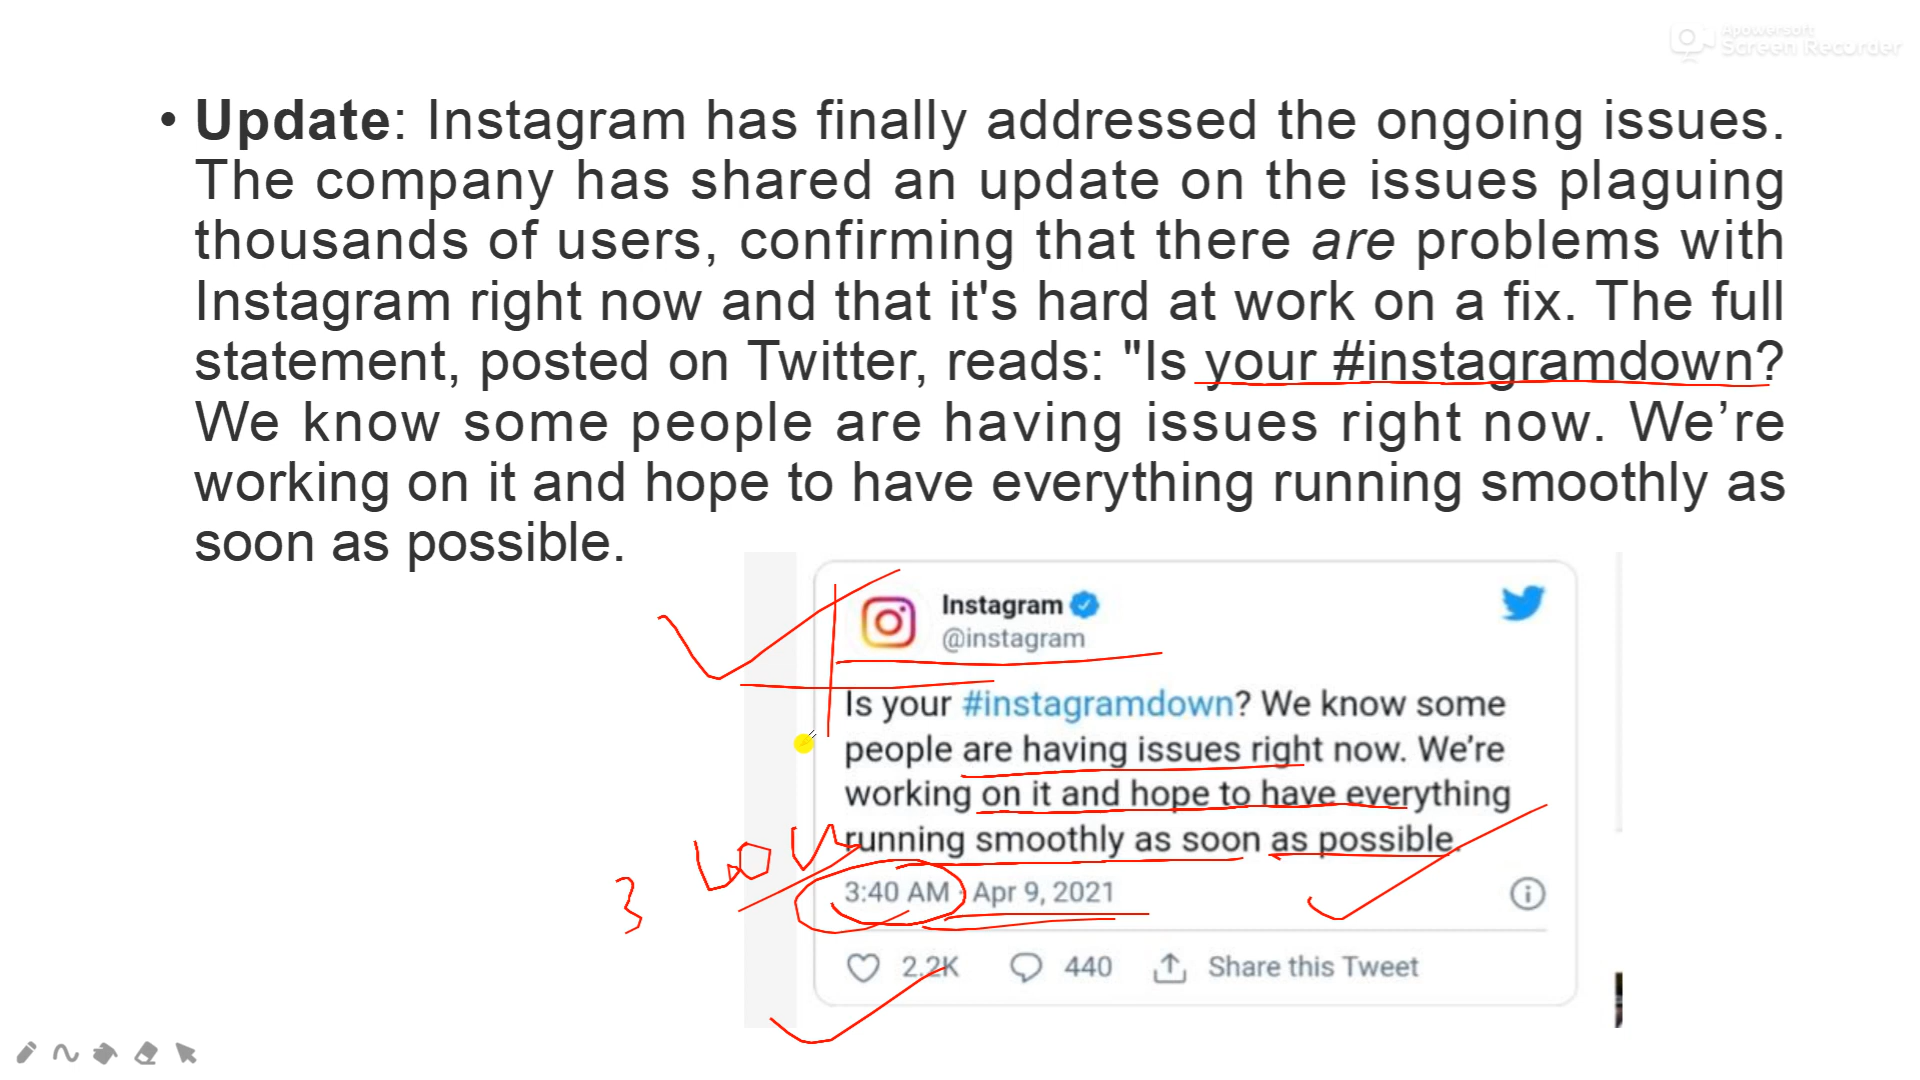 Apowersoft
Screen Recorder
• Update: Instagram has finally addressed the ongoing issues.
The company has shared an update on the issues plaguing
thousands of users, confirming that there are problems with
Instagram right now and that it's hard at work on a fix. The full
statement, posted on Twitter, reads: "Is your #instagramdown?
We know some people are having issues right now. We’re
working on it and hope to have everything running smoothly as
soon as possible.
Instagram
@instagram
Is your #instagramdown? We know some
people are having issues right now. We’re
working on it and hope to have everything
running smoothly as soon as possible.
3:40 AM · Apr 9, 2021
2.2K 440 Share this Tweet
3